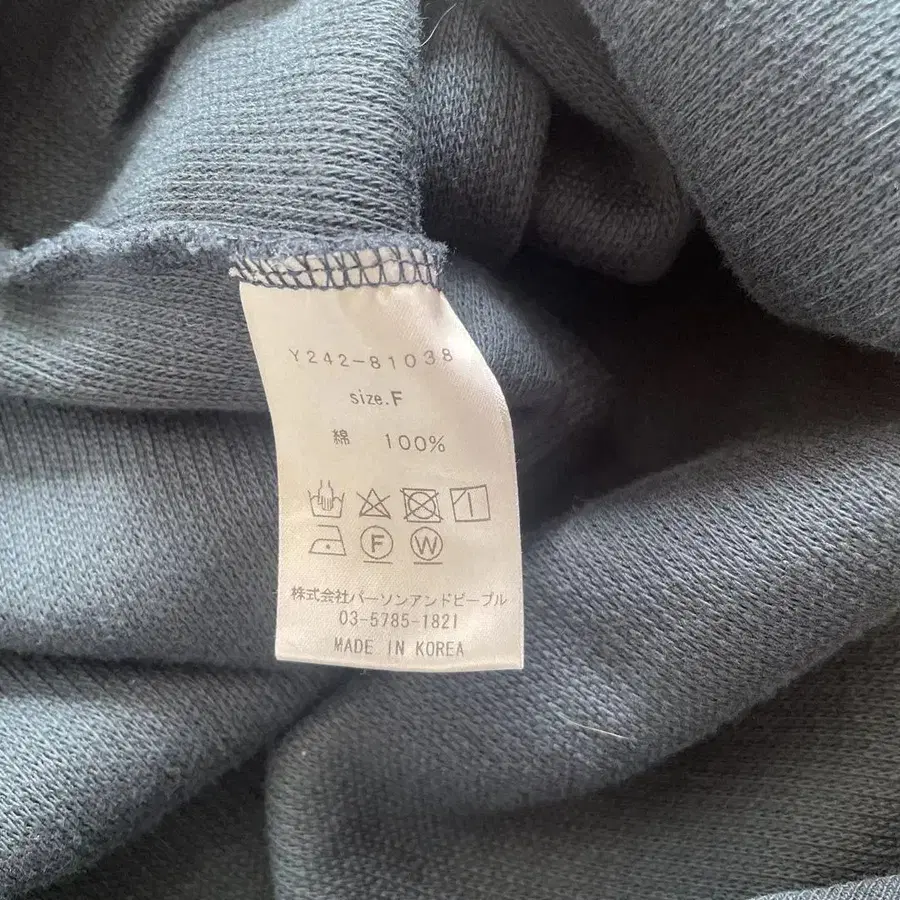 Y242-81038
size.F
綿 100%
F W
株式会社パーソンアンドピープル
03-5785-1821
MADE IN KOREA